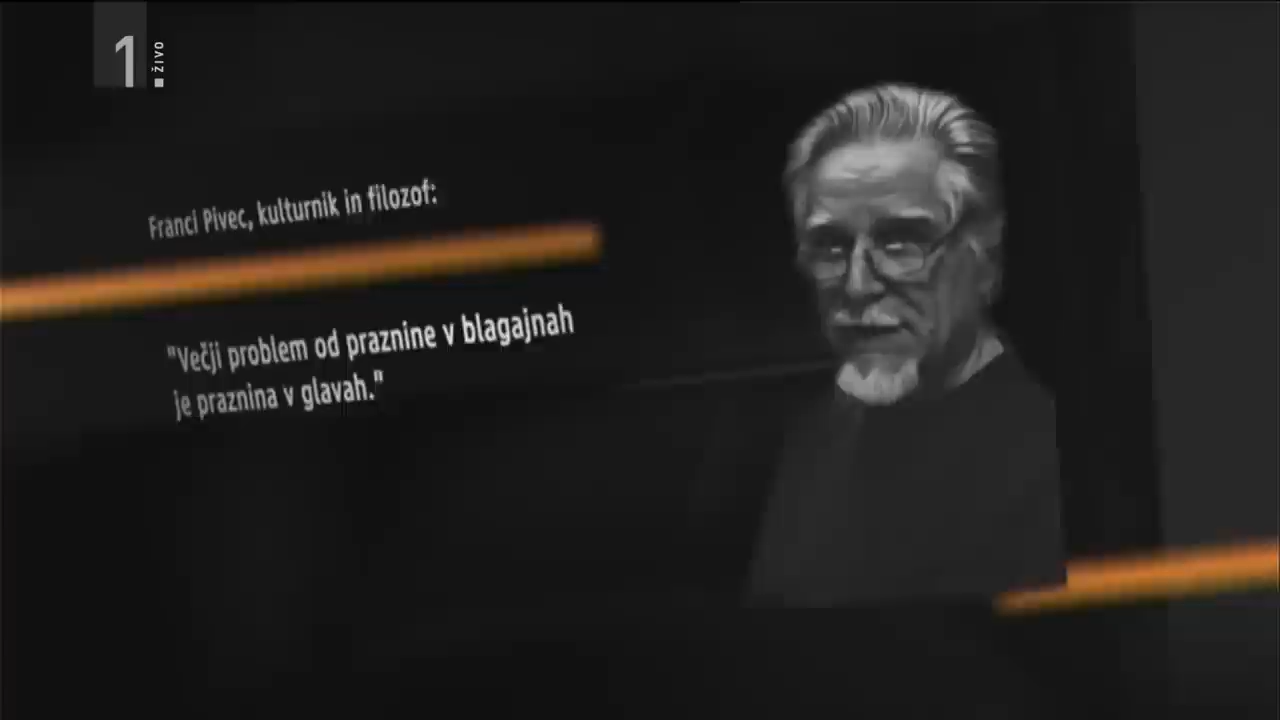 1
živo
Franci Pivec, kulturnik in filozof:
"Večji problem od praznine v blagajnah
je praznina v glavah."